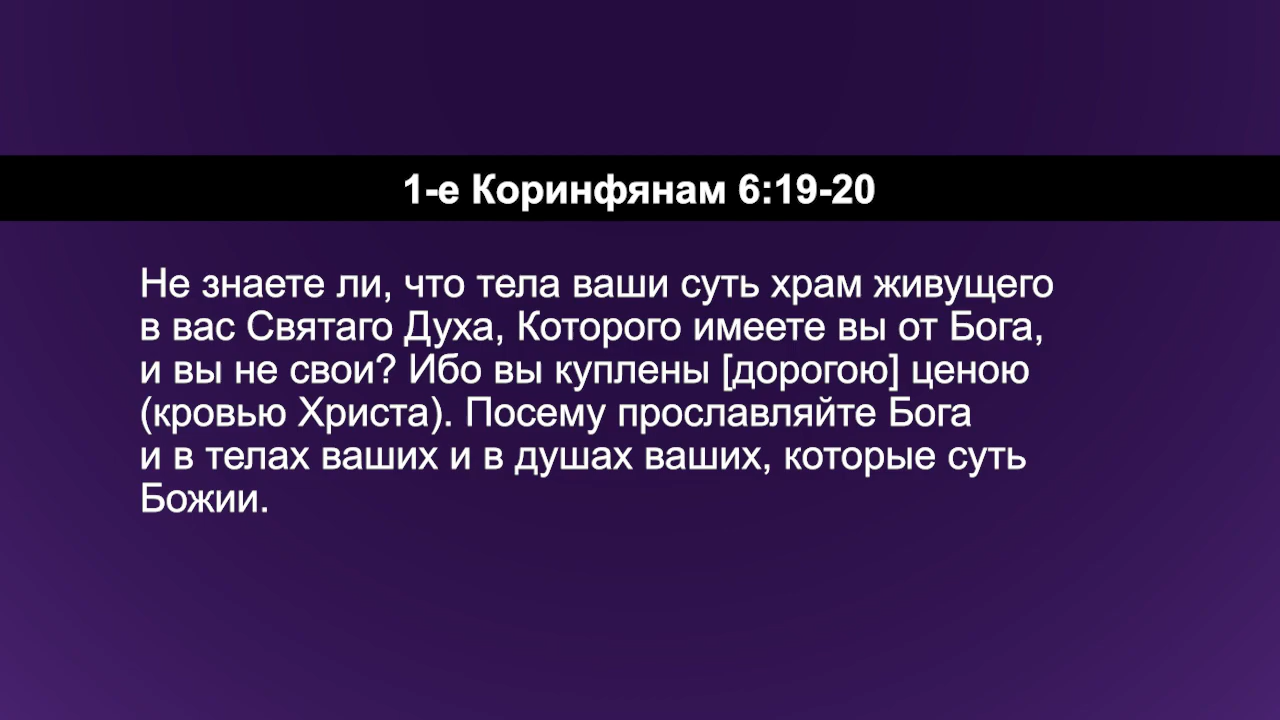 1-е Коринфянам 6:19-20
Не знаете ли, что тела ваши суть храм живущего
в вас Святаго Духа, Которого имеете вы от Бога,
и вы не свои? Ибо вы куплены [дорогою] ценою
(кровью Христа). Посему прославляйте Бога
и в телах ваших и в душах ваших, которые суть
Божии.